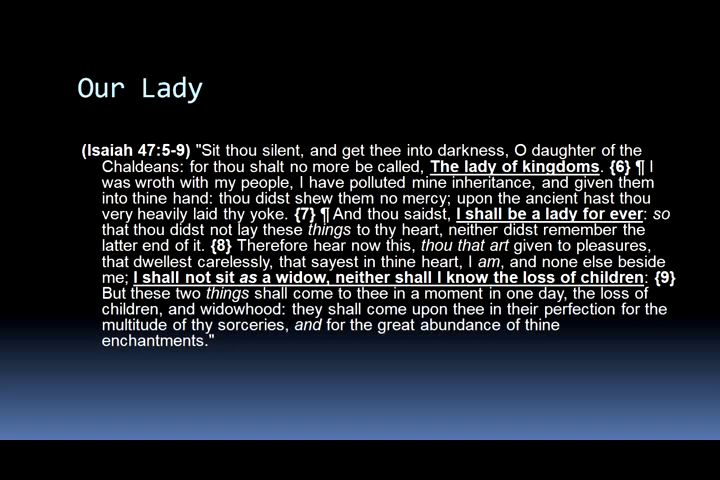 Our Lady
(Isaiah 47:5-9) "Sit thou silent, and get thee into darkness, O daughter of the
Chaldeans: for thou shalt no more be called, The lady of kingdoms. {6} ¶ I
was wroth with my people, I have polluted mine inheritance, and given them
into thine hand: thou didst shew them no mercy; upon the ancient hast thou
very heavily laid thy yoke. {7} ¶ And thou saidst, I shall be a lady for ever: so
that thou didst not lay these things to thy heart, neither didst remember the
latter end of it. {8} Therefore hear now this, thou that art given to pleasures,
that dwellest carelessly, that sayest in thine heart, I am, and none else beside
me; I shall not sit as a widow, neither shall I know the loss of children: {9}
But these two things shall come to thee in a moment in one day, the loss of
children, and widowhood: they shall come upon thee in their perfection for the
multitude of thy sorceries, and for the great abundance of thine
enchantments."